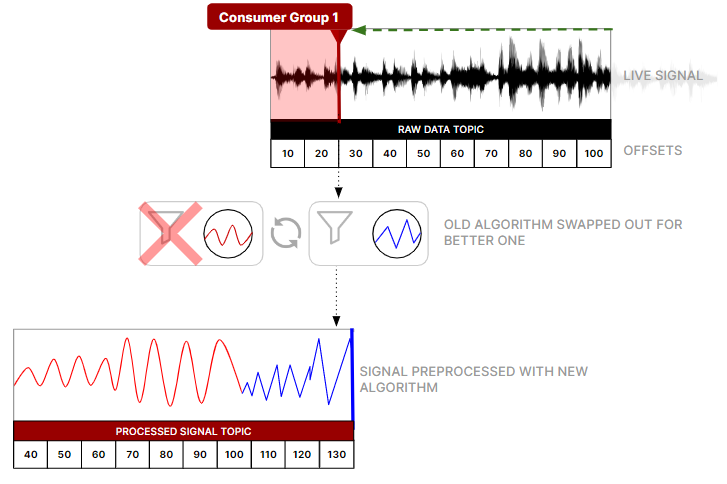 Consumer Group 1
LIVE SIGNAL
RAW DATA TOPIC
10 20 30 40 50 60 70 80 90 100
OFFSETS
OLD ALGORITHM SWAPPED OUT FOR
BETTER ONE
SIGNAL PREPROCESSED WITH NEW
ALGORITHM
PROCESSED SIGNAL TOPIC
40 50 60 70 80 90 100 110 120 130